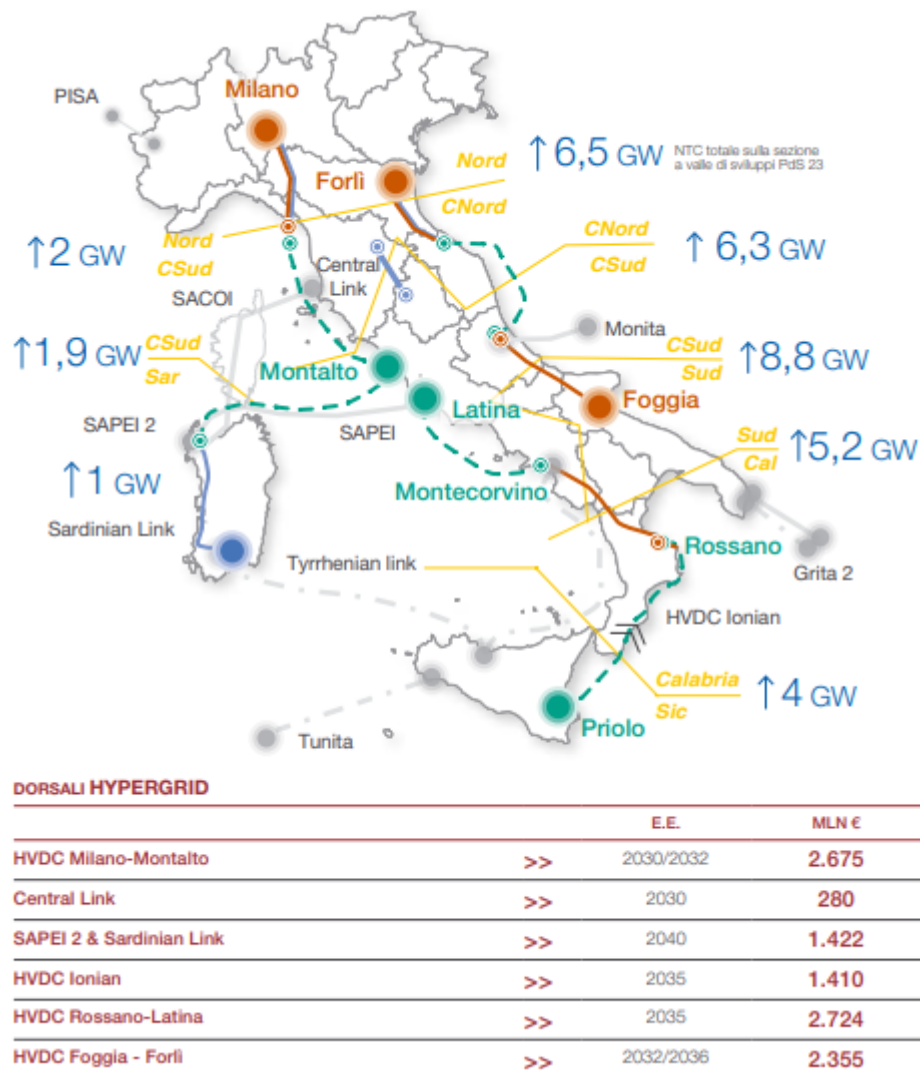 PISA
Milano
Forlì
Nord
CNord
↑6,5 GW
NTC totale sulla sezione
a valle di sviluppi PdS 23
Nord
CSud
↑2 GW
CNord
CSud
↑6,3 GW
Central
Link
SACOI
Monita
↑1,9 GW
CSud
Sar
Montalto
CSud
Sud
↑8,8 GW
Foggia
Latina
SAPEI 2
SAPEI
Sud
Cal
↑5,2 GW
↑1 GW
Montecorvino
Sardinian Link
Rossano
Tyrrhenian link
Grita 2
HVDC Ionian
Calabria
Sic
↑4 GW
Priolo
Tunita
DORSALI HYPERGRID
E.E. MLN €
HVDC Milano-Montalto >> 2030/2032 2.675
Central Link >> 2030 280
SAPEI 2 & Sardinian Link >> 2040 1.422
HVDC Ionian >> 2035 1.410
HVDC Rossano-Latina >> 2035 2.724
HVDC Foggia - Forlì >> 2032/2036 2.355